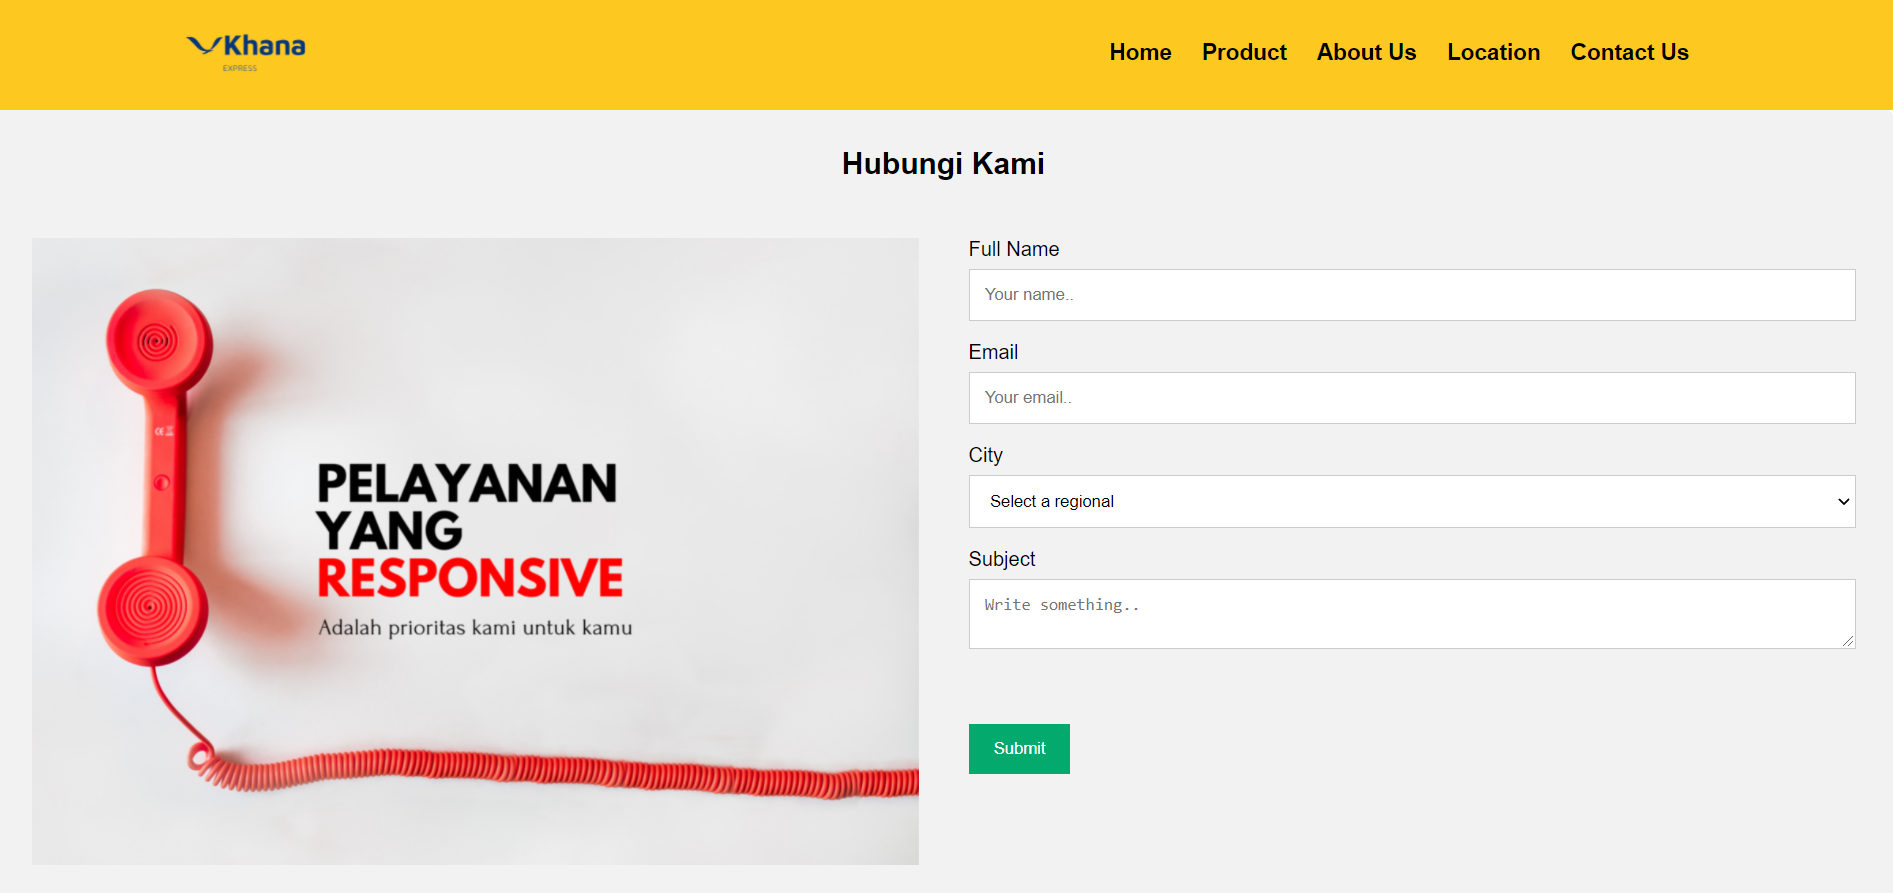 Khana
EXPRESS
Home Product About Us Location Contact Us
Hubungi Kami
PELAYANAN
YANG
RESPONSIVE
Adalah prioritas kami untuk kamu
Full Name
Your name..
Email
Your email..
City
Select a regional
Subject
Write something..
Submit